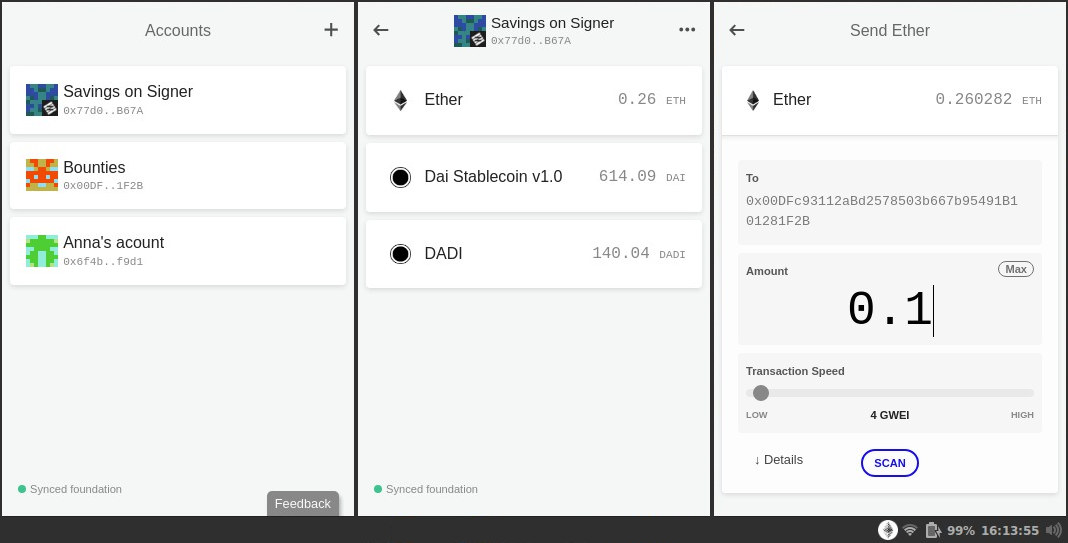 Accounts
+
Savings on Signer
0x77d0..B67A
Bounties
0x00DF..1F2B
Anna's acount
0x6f4b..f9d1
Synced foundation
Feedback
Savings on Signer
0x77d0..B67A
Ether 0.26 ETH
Dai Stablecoin v1.0 614.09 DAI
DADI 140.04 DADI
Synced foundation
Send Ether
Ether 0.260282 ETH
To
0x00DFc93112aBd2578503b667b95491B1
01281F2B
Amount Max
0.1
Transaction Speed
LOW 4 GWEI HIGH
↓ Details SCAN
99% 16:13:55